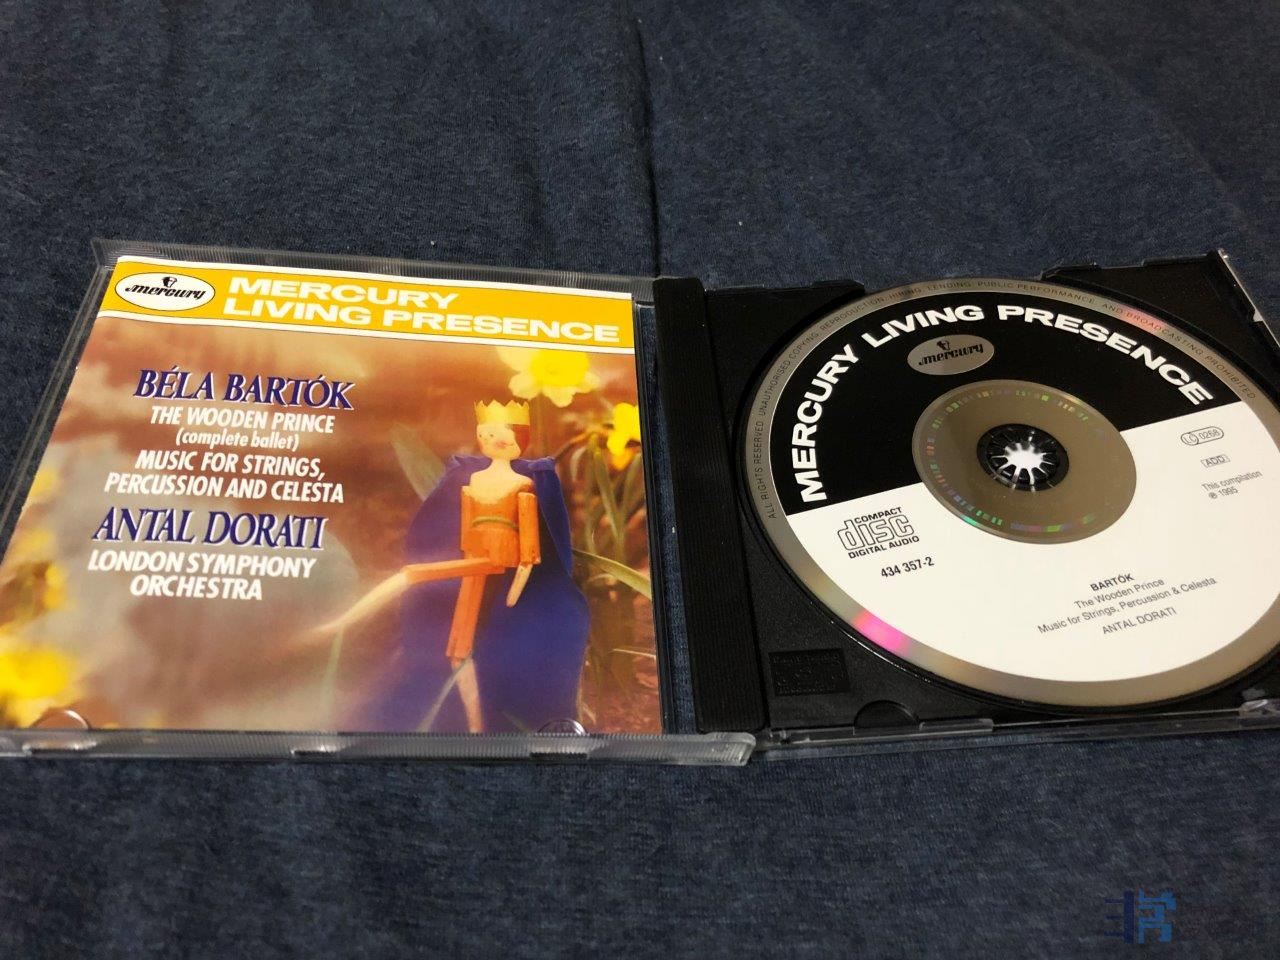 mercury
MERCURY
LIVING PRESENCE
BÉLA BARTÓK
THE WOODEN PRINCE
(complete ballet)
MUSIC FOR STRINGS,
PERCUSSION AND CELESTA
ANTAL DORATI
LONDON SYMPHONY
ORCHESTRA
ALL RIGHTS RESERVED UNAUTHORISED COPYING, REPRODUCTION, HIRING, LENDING, PUBLIC PERFORMANCE AND BROADCASTING PROHIBITED
MERCURY LIVING PRESENCE
mercury
LC 0268
ADD
This compilation
℗ 1995
COMPACT
disc
DIGITAL AUDIO
434 357-2
BARTÓK
The Wooden Prince
Music for Strings, Percussion & Celesta
ANTAL DORATI